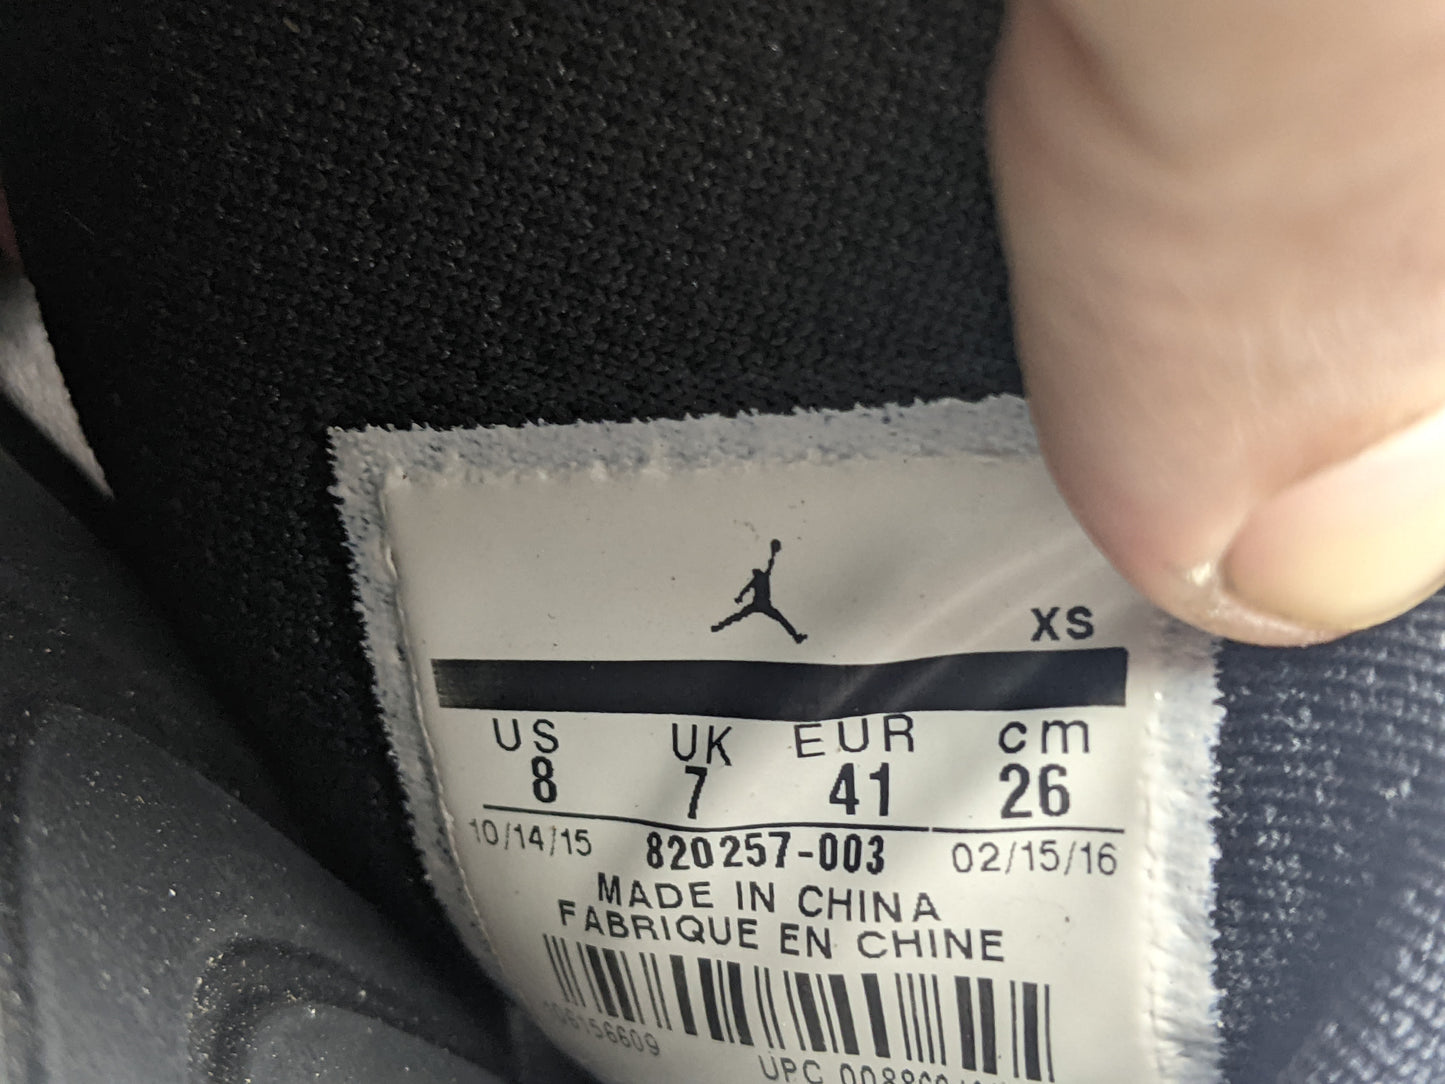 XS
US UK EUR cm
8 7 41 26
10/14/15 820257-003 02/15/16
MADE IN CHINA
FABRIQUE EN CHINE
UPC